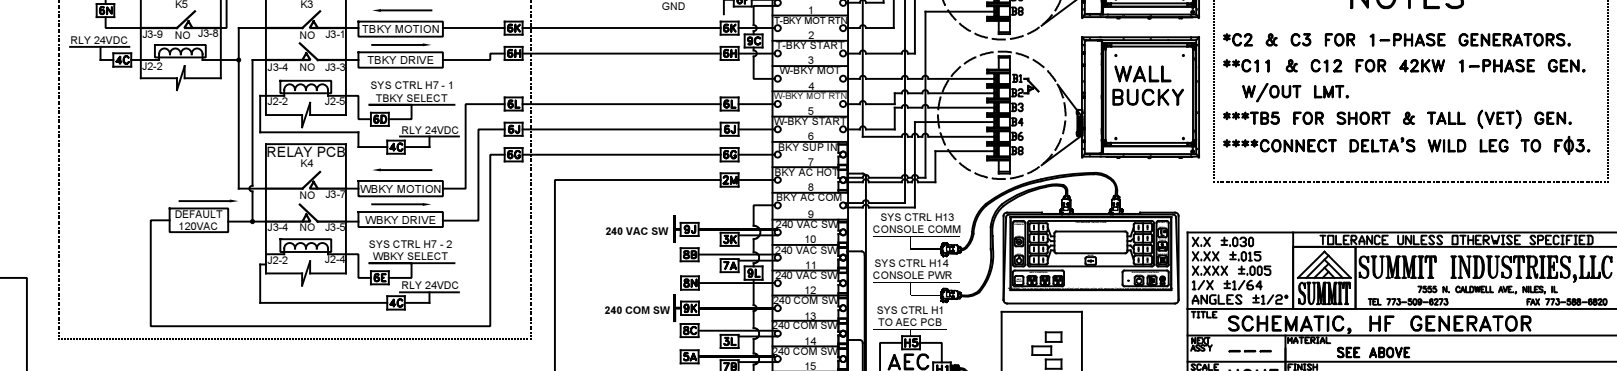 K5
6N
J3-9
NO
J3-8
RLY 24VDC
4C
J2-2
K3
NO
J3-1
TBKY MOTION
6K
J3-4
NO
J3-3
TBKY DRIVE
6H
J2-2
J2-5
SYS CTRL H7 - 1
TBKY SELECT
6D
RLY 24VDC
4C
6L
6J
6G
RELAY PCB
K4
NO
J3-7
WBKY MOTION
DEFAULT
120VAC
J3-4
NO
J3-5
WBKY DRIVE
J2-2
J2-4
SYS CTRL H7 - 2
WBKY SELECT
6E
RLY 24VDC
4C
GND
6K
9C
6H
6L
6J
6G
2M
240 VAC SW
9J
3K
8B
7A
9L
8N
240 COM SW
9K
8C
3L
5A
7B
1
T-BKY MOT RTN
2
T-BKY START
3
W-BKY MOT
4
W-BKY MOT RTN
5
W-BKY START
6
BKY SUP IN
7
BKY AC HOT
8
BKY AC COM
9
240 VAC SW
10
240 VAC SW
11
240 VAC SW
12
240 COM SW
13
240 COM SW
14
240 COM SW
15
B8
B1
B2
B3
B4
B6
B8
WALL
BUCKY
SYS CTRL H13
CONSOLE COMM
SYS CTRL H14
CONSOLE PWR
SYS CTRL H1
TO AEC PCB
H5
AEC
H1
NOTES
*C2 & C3 FOR 1-PHASE GENERATORS.
**C11 & C12 FOR 42KW 1-PHASE GEN.
W/OUT LMT.
***TB5 FOR SHORT & TALL (VET) GEN.
****CONNECT DELTA'S WILD LEG TO FΦ3.
X.X ±.030
X.XX ±.015
X.XXX ±.005
1/X ±1/64
ANGLES ±1/2°
TOLERANCE UNLESS OTHERWISE SPECIFIED
SUMMIT
SUMMIT INDUSTRIES,LLC
7555 N. CALDWELL AVE., NILES, IL
TEL 773-509-6273
FAX 773-588-6820
TITLE
SCHEMATIC, HF GENERATOR
NEXT
ASS'Y
---
MATERIAL
SEE ABOVE
SCALE
FINISH